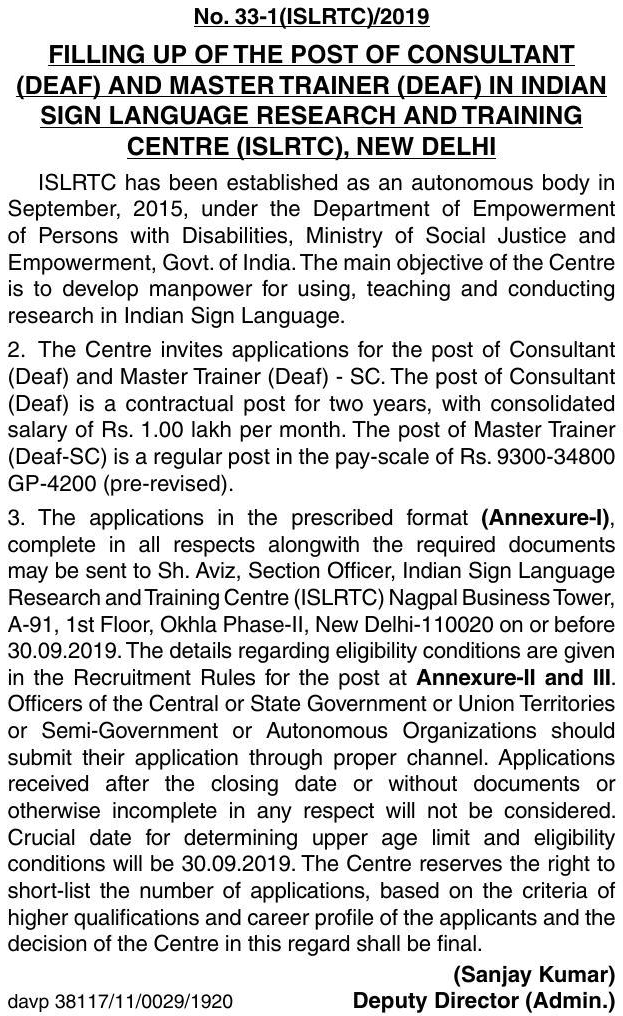 No. 33-1(ISLRTC)/2019
FILLING UP OF THE POST OF CONSULTANT
(DEAF) AND MASTER TRAINER (DEAF) IN INDIAN
SIGN LANGUAGE RESEARCH AND TRAINING
CENTRE (ISLRTC), NEW DELHI
ISLRTC has been established as an autonomous body in
September, 2015, under the Department of Empowerment
of Persons with Disabilities, Ministry of Social Justice and
Empowerment, Govt. of India. The main objective of the Centre
is to develop manpower for using, teaching and conducting
research in Indian Sign Language.
2. The Centre invites applications for the post of Consultant
(Deaf) and Master Trainer (Deaf) - SC. The post of Consultant
(Deaf) is a contractual post for two years, with consolidated
salary of Rs. 1.00 lakh per month. The post of Master Trainer
(Deaf-SC) is a regular post in the pay-scale of Rs. 9300-34800
GP-4200 (pre-revised).
3. The applications in the prescribed format (Annexure-I),
complete in all respects alongwith the required documents
may be sent to Sh. Aviz, Section Officer, Indian Sign Language
Research and Training Centre (ISLRTC) Nagpal Business Tower,
A-91, 1st Floor, Okhla Phase-II, New Delhi-110020 on or before
30.09.2019. The details regarding eligibility conditions are given
in the Recruitment Rules for the post at Annexure-II and III.
Officers of the Central or State Government or Union Territories
or Semi-Government or Autonomous Organizations should
submit their application through proper channel. Applications
received after the closing date or without documents or
otherwise incomplete in any respect will not be considered.
Crucial date for determining upper age limit and eligibility
conditions will be 30.09.2019. The Centre reserves the right to
short-list the number of applications, based on the criteria of
higher qualifications and career profile of the applicants and the
decision of the Centre in this regard shall be final.
(Sanjay Kumar)
davp 38117/11/0029/1920 Deputy Director (Admin.)